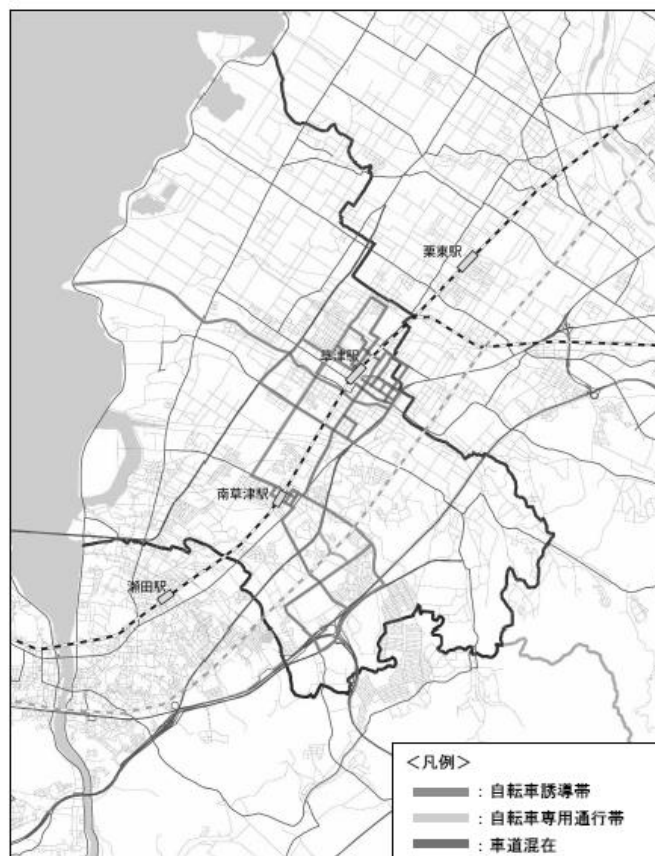 栗東駅
草津駅
南草津駅
瀬田駅
＜凡例＞
：自転車誘導帯
：自転車専用通行帯
：車道混在